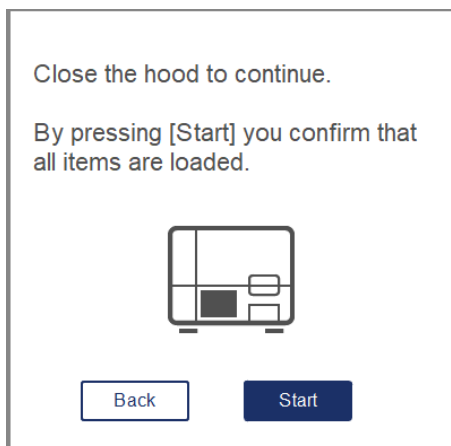 Close the hood to continue.
By pressing [Start] you confirm that
all items are loaded.
Back
Start